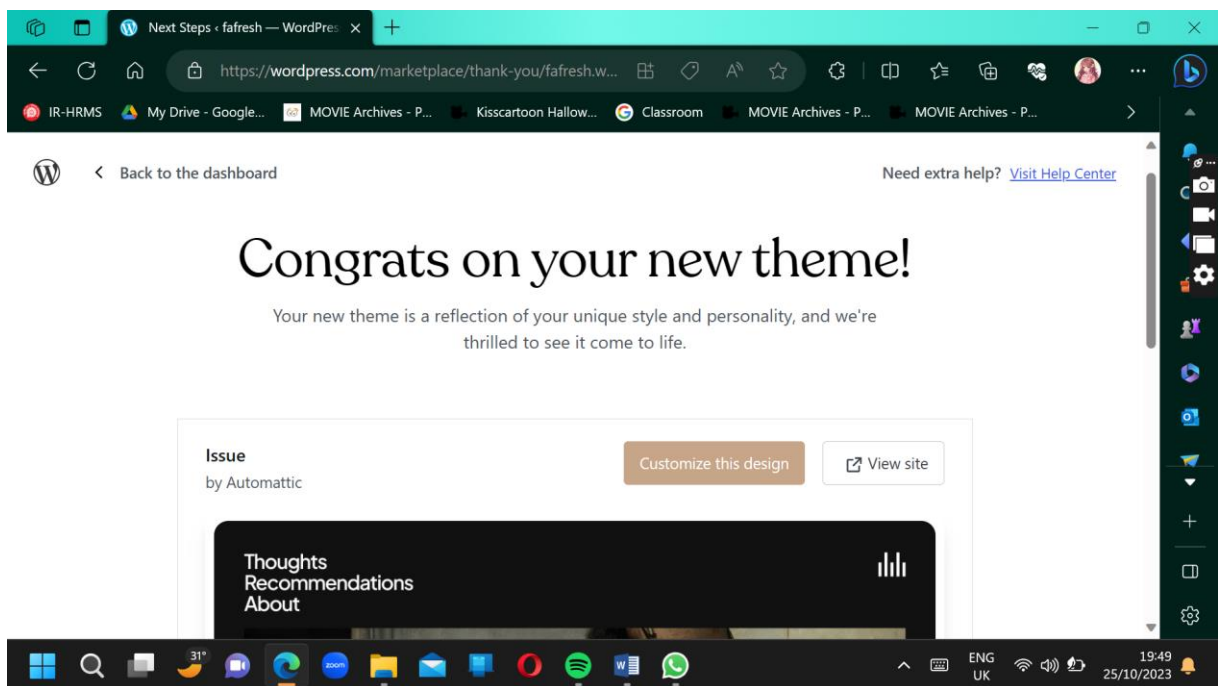 Next Steps ‹ fafresh — WordPres
https://wordpress.com/marketplace/thank-you/fafresh.w...
IR-HRMS
My Drive - Google...
MOVIE Archives - P...
Kisscartoon Hallow...
Classroom
MOVIE Archives - P...
MOVIE Archives - P...
Back to the dashboard
Need extra help? Visit Help Center
Congrats on your new theme!
Your new theme is a reflection of your unique style and personality, and we're
thrilled to see it come to life.
Issue
by Automattic
Customize this design
View site
Thoughts
Recommendations
About
31°
zoom
ENG
UK
19:49
25/10/2023